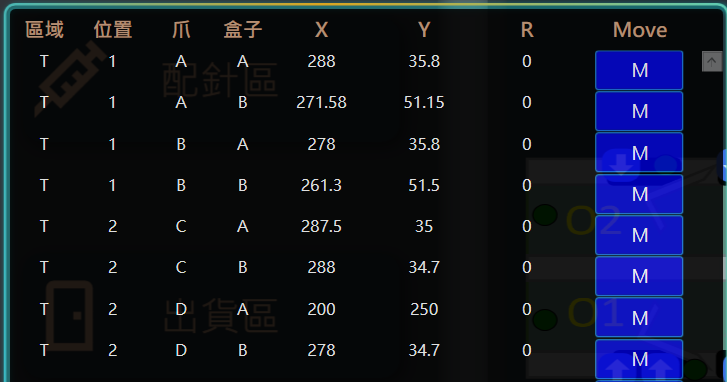 區域 位置 爪 盒子 X Y R Move
T 1 A A 288 35.8 0 M
配針區
T 1 A B 271.58 51.15 0 M
T 1 B A 278 35.8 0 M
T 1 B B 261.3 51.5 0 M
O2
T 2 C A 287.5 35 0 M
T 2 C B 288 34.7 0 M
出貨區
O1
T 2 D A 200 250 0 M
T 2 D B 278 34.7 0 M